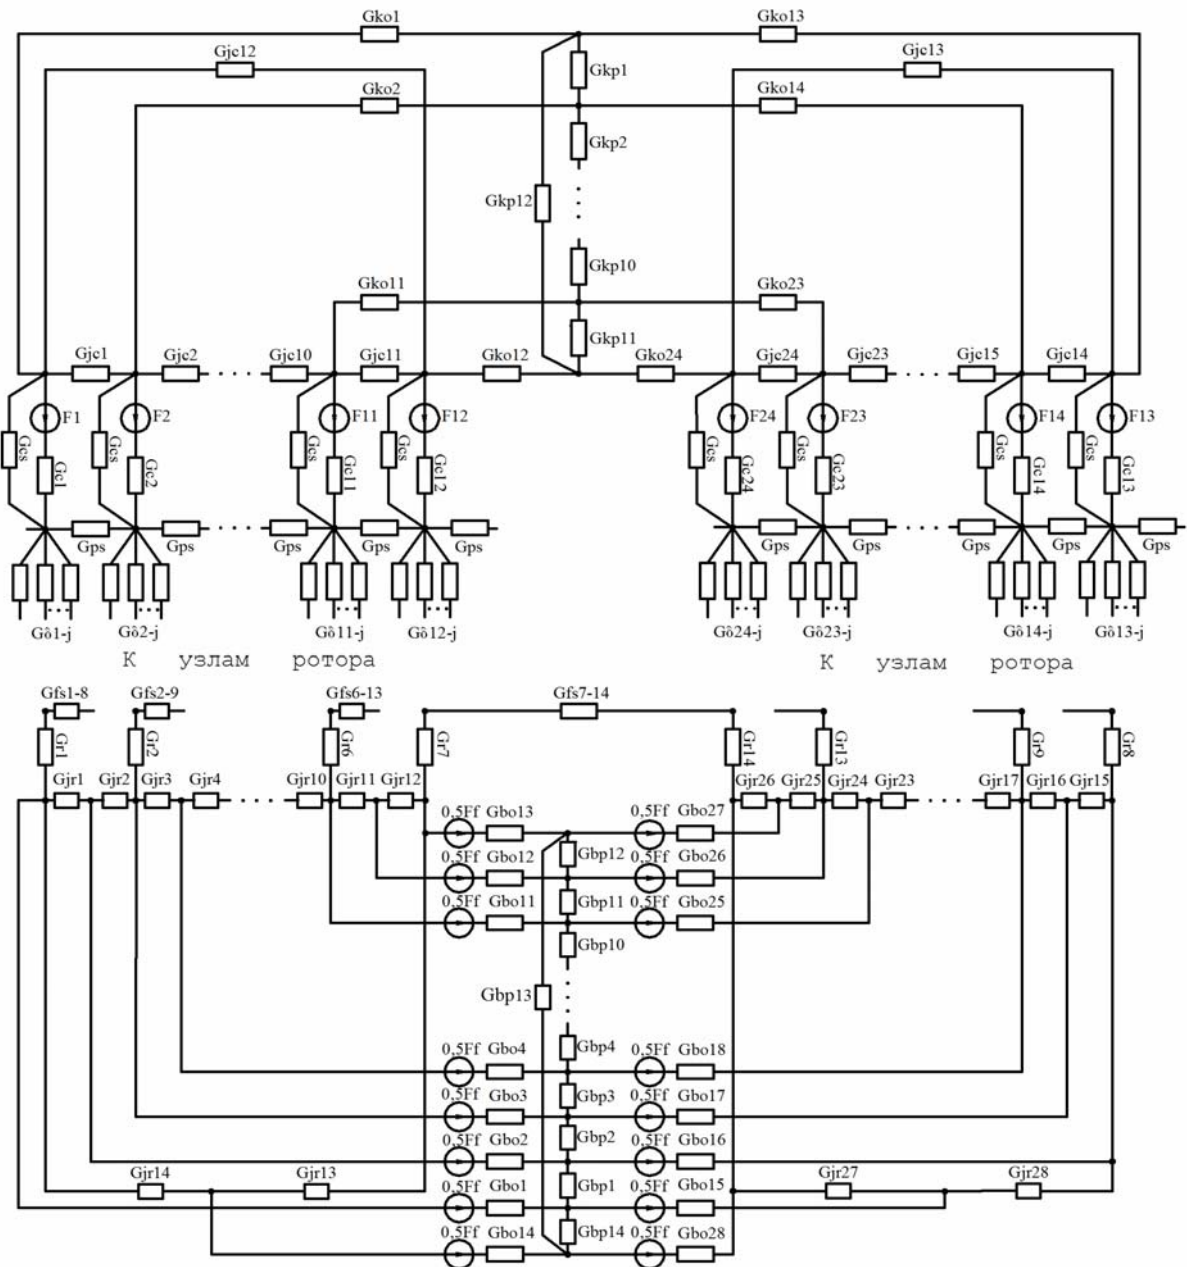 Gko1 Gko13
Gjc12 Gjc13
Gkp1
Gko2 Gko14
Gkp2
Gkp12
Gkp10
Gko11 Gko23
Gkp11
Gjc1 Gjc2 Gjc10 Gjc11 Gko12 Gko24 Gjc24 Gjc23 Gjc15 Gjc14
F1 F2 F11 F12 F24 F23 F14 F13
Gcs Gc1 Gcs Gc2 Gcs Gc11 Gcs Gc12 Gcs Gc24 Gcs Gc23 Gcs Gc14 Gcs Gc13
Gps Gps Gps Gps Gps Gps Gps Gps Gps Gps
Gδ1-j Gδ2-j Gδ11-j Gδ12-j Gδ24-j Gδ23-j Gδ14-j Gδ13-j
К узлам ротора К узлам ротора
Gfs1-8 Gfs2-9 Gfs6-13 Gfs7-14
Gr1 Gr2 Gr6 Gr7 Gr14 Gr13 Gr9 Gr8
Gjr1 Gjr2 Gjr3 Gjr4 Gjr10 Gjr11 Gjr12 Gjr26 Gjr25 Gjr24 Gjr23 Gjr17 Gjr16 Gjr15
0,5Ff Gbo13 0,5Ff Gbo27
Gbp12
0,5Ff Gbo12 0,5Ff Gbo26
Gbp11
0,5Ff Gbo11 0,5Ff Gbo25
Gbp10
Gbp13
0,5Ff Gbo4 Gbp4 0,5Ff Gbo18
Gbp3
0,5Ff Gbo3 0,5Ff Gbo17
Gbp2
0,5Ff Gbo2 0,5Ff Gbo16
Gjr14 Gjr13 Gjr27 Gjr28
Gbp1
0,5Ff Gbo1 0,5Ff Gbo15
Gbp14
0,5Ff Gbo14 0,5Ff Gbo28